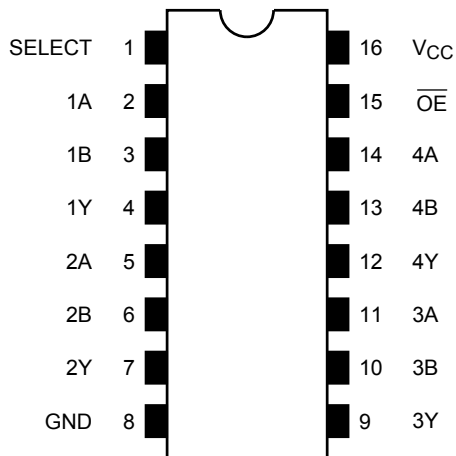 SELECT 1 16 VCC
1A 2 15 OE
1B 3 14 4A
1Y 4 13 4B
2A 5 12 4Y
2B 6 11 3A
2Y 7 10 3B
GND 8 9 3Y